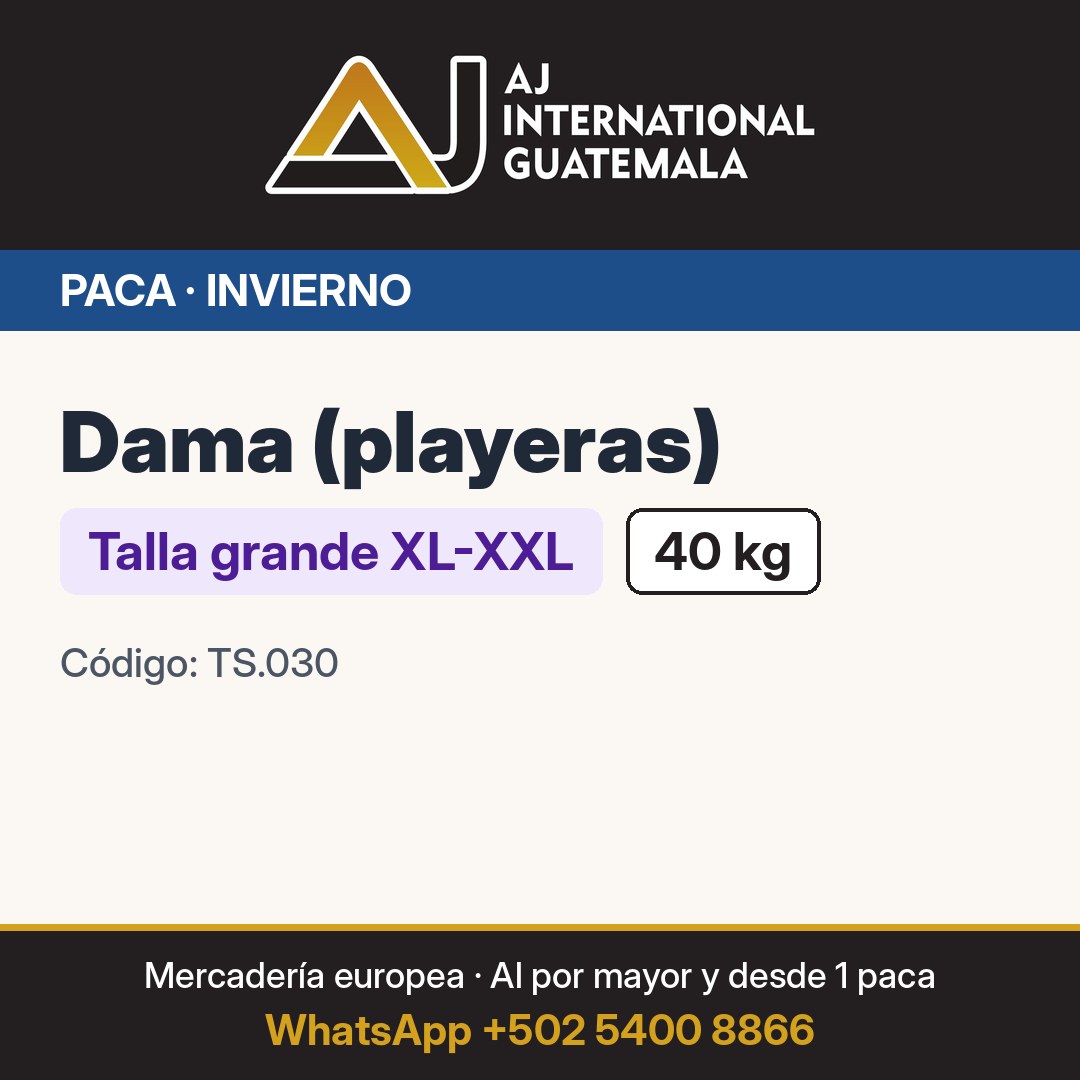 AJ
AJ
INTERNATIONAL
GUATEMALA
PACA · INVIERNO
Dama (playeras)
Talla grande XL-XXL
40 kg
Código: TS.030
Mercadería europea · Al por mayor y desde 1 paca
WhatsApp +502 5400 8866